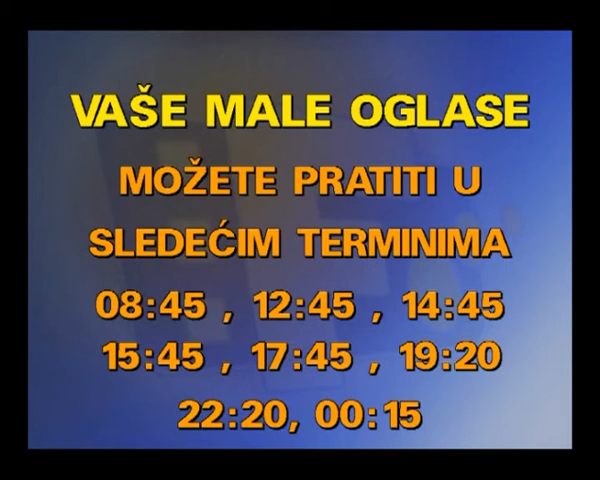 VAŠE MALE OGLASE
MOŽETE PRATITI U
SLEDEĆIM TERMINIMA
08:45 , 12:45 , 14:45
15:45 , 17:45 , 19:20
22:20, 00:15